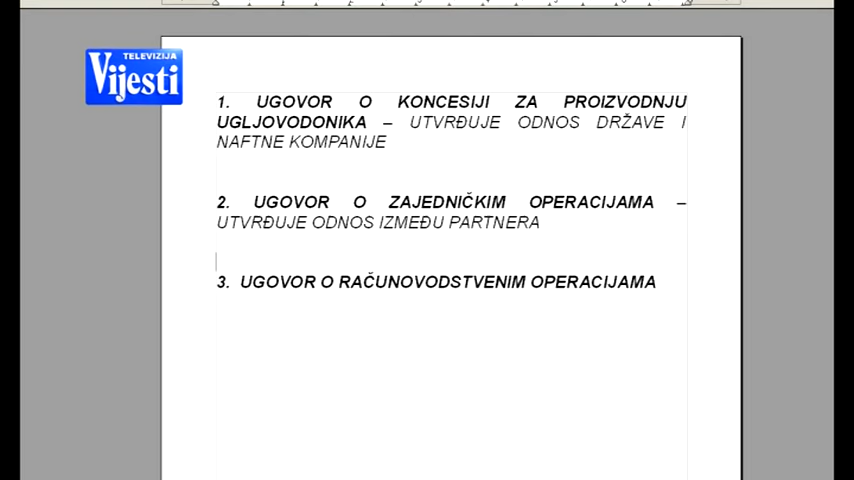 TELEVIZIJA
Vijesti
1. UGOVOR O KONCESIJI ZA PROIZVODNJU
UGLJOVODONIKA – UTVRĐUJE ODNOS DRŽAVE I
NAFTNE KOMPANIJE
2. UGOVOR O ZAJEDNIČKIM OPERACIJAMA –
UTVRĐUJE ODNOS IZMEĐU PARTNERA
3. UGOVOR O RAČUNOVODSTVENIM OPERACIJAMA